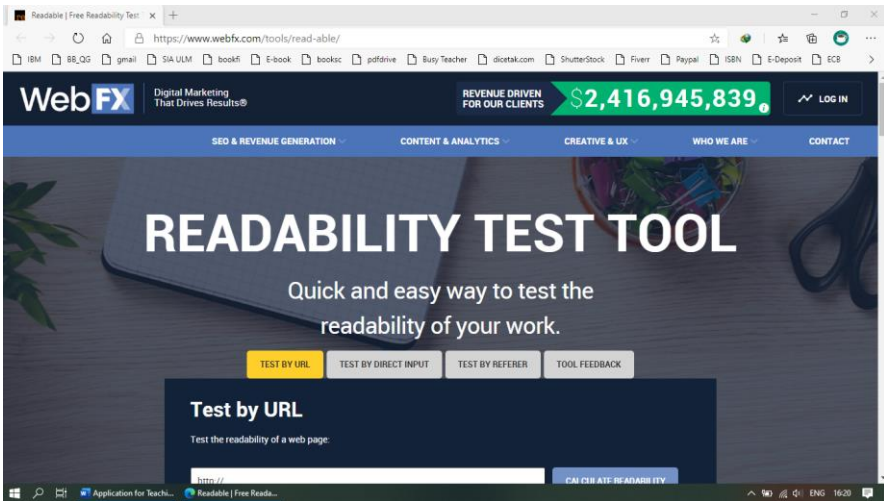 Readable | Free Readability Test
https://www.webfx.com/tools/read-able/
IBM BB_QG gmail SIA ULM bookfi E-book booksc pdfdrive Busy Teacher dicetak.com ShutterStock Fiverr Paypal ISBN E-Deposit ECB
WebFX
Digital Marketing
That Drives Results®
REVENUE DRIVEN
FOR OUR CLIENTS
$2,416,945,839
LOG IN
SEO & REVENUE GENERATION CONTENT & ANALYTICS CREATIVE & UX WHO WE ARE CONTACT
READABILITY TEST TOOL
Quick and easy way to test the
readability of your work.
TEST BY URL TEST BY DIRECT INPUT TEST BY REFERER TOOL FEEDBACK
Test by URL
Test the readability of a web page:
http:// CALCULATE READABILITY
Application for Teachi... Readable | Free Reada... ENG 16:20